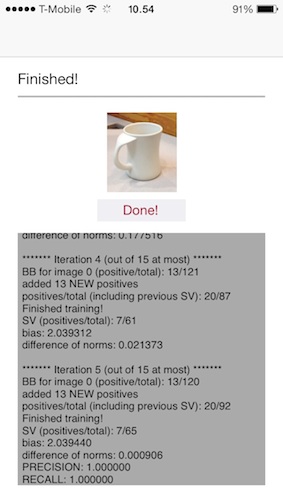 T-Mobile 10.54 91%
Finished!
Done!
difference of norms: 0.177516
******* Iteration 4 (out of 15 at most) *******
BB for image 0 (positive/total): 13/121
added 13 NEW positives
positives/total (including previous SV): 20/87
Finished training!
SV (positives/total): 7/61
bias: 2.039312
difference of norms: 0.021373
******* Iteration 5 (out of 15 at most) *******
BB for image 0 (positive/total): 13/120
added 13 NEW positives
positives/total (including previous SV): 20/92
Finished training!
SV (positives/total): 7/65
bias: 2.039440
difference of norms: 0.000906
PRECISION: 1.000000
RECALL: 1.000000